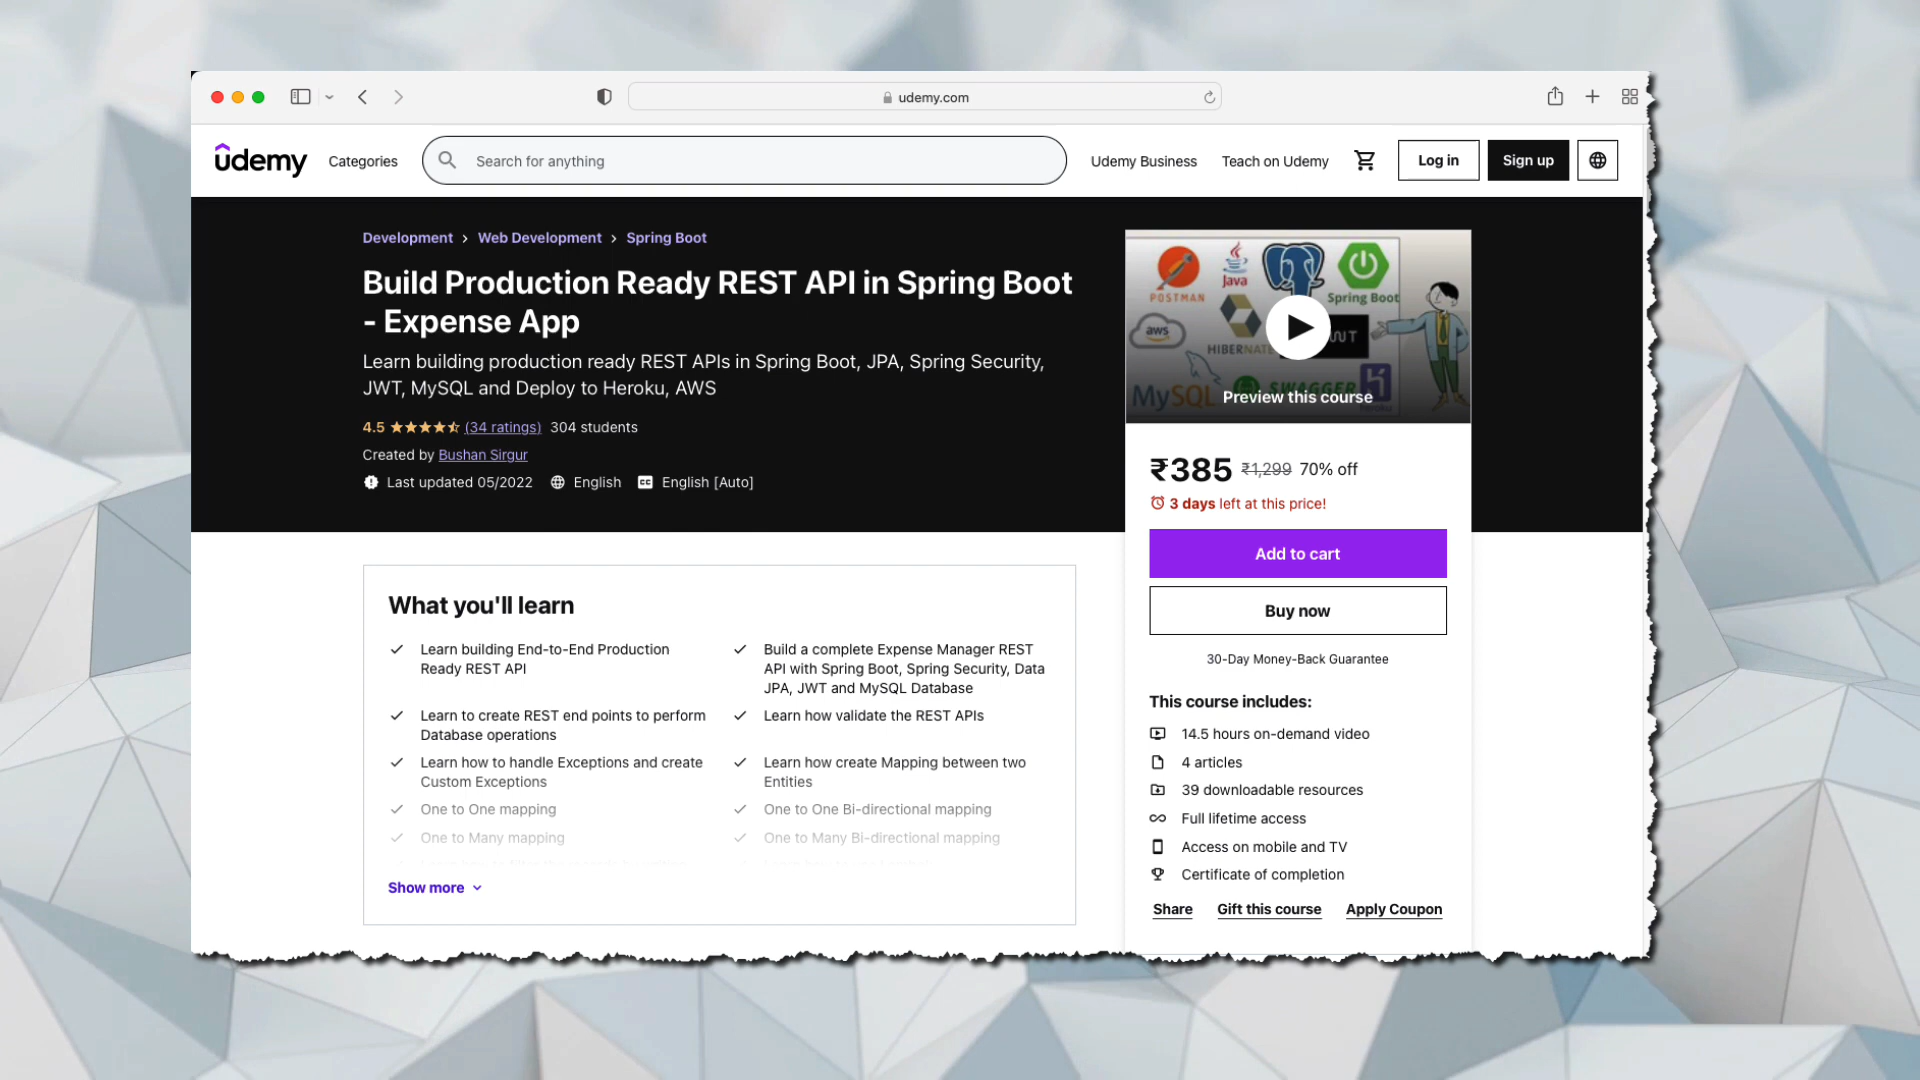 udemy.com
udemy
Categories
Search for anything
Udemy Business
Teach on Udemy
Log in
Sign up
Development > Web Development > Spring Boot
Build Production Ready REST API in Spring Boot
- Expense App
Learn building production ready REST APIs in Spring Boot, JPA, Spring Security,
JWT, MySQL and Deploy to Heroku, AWS
4.5 (34 ratings) 304 students
Created by Bushan Sirgur
Last updated 05/2022 English CC English [Auto]
POSTMAN
Java
Spring Boot
aws
HIBERNATE
MySQL
SWAGGER
Preview this course
₹385 ₹1,299 70% off
3 days left at this price!
Add to cart
Buy now
30-Day Money-Back Guarantee
This course includes:
14.5 hours on-demand video
4 articles
39 downloadable resources
Full lifetime access
Access on mobile and TV
Certificate of completion
Share
Gift this course
Apply Coupon
What you'll learn
Learn building End-to-End Production
Ready REST API
Build a complete Expense Manager REST
API with Spring Boot, Spring Security, Data
JPA, JWT and MySQL Database
Learn to create REST end points to perform
Database operations
Learn how validate the REST APIs
Learn how to handle Exceptions and create
Custom Exceptions
Learn how create Mapping between two
Entities
One to One mapping
One to One Bi-directional mapping
One to Many mapping
One to Many Bi-directional mapping
Show more